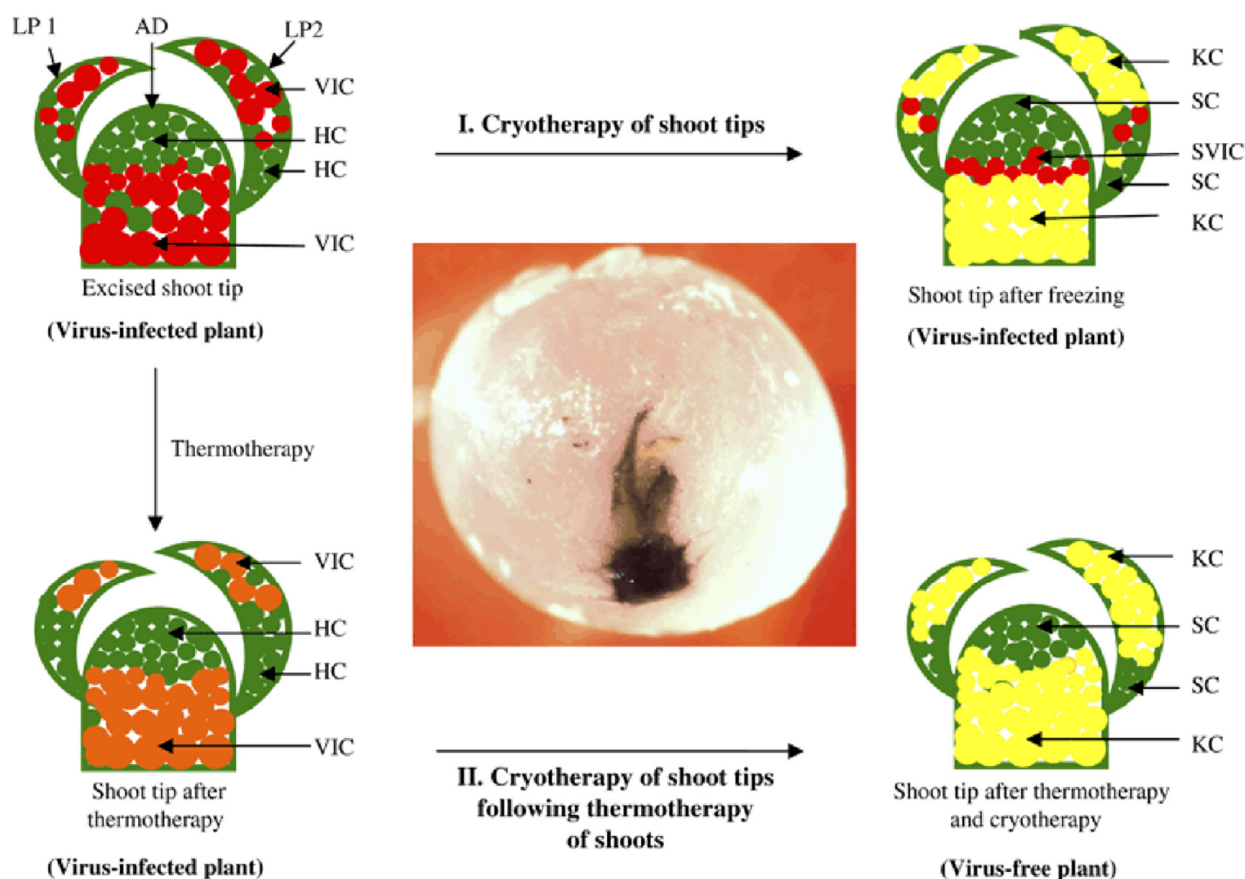 LP 1
AD
LP2
VIC
HC
HC
VIC
Excised shoot tip
(Virus-infected plant)
I. Cryotherapy of shoot tips
KC
SC
SVIC
SC
KC
Shoot tip after freezing
(Virus-infected plant)
Thermotherapy
VIC
HC
HC
VIC
Shoot tip after
thermotherapy
(Virus-infected plant)
II. Cryotherapy of shoot tips
following thermotherapy
of shoots
KC
SC
SC
KC
Shoot tip after thermotherapy
and cryotherapy
(Virus-free plant)